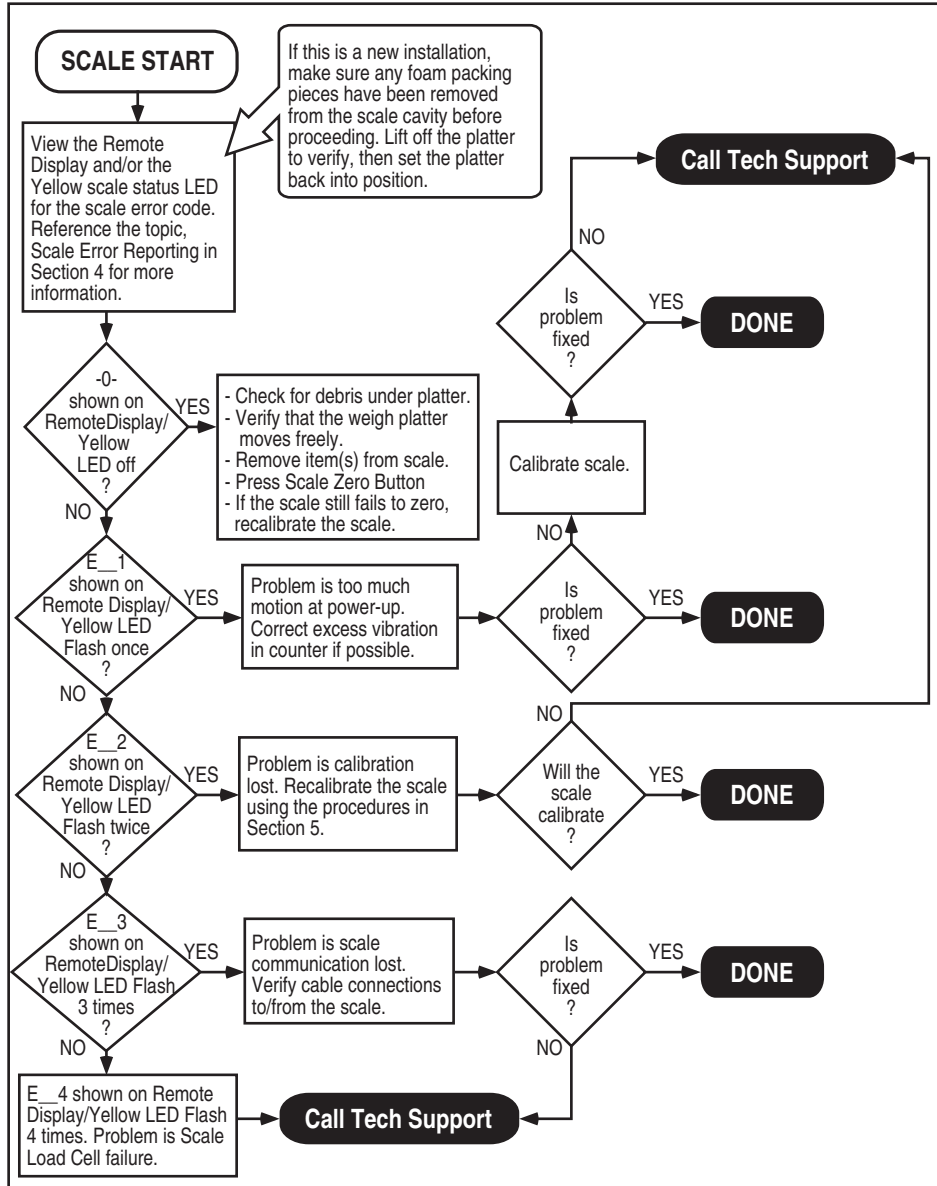 SCALE START
If this is a new installation,
make sure any foam packing
pieces have been removed
from the scale cavity before
proceeding. Lift off the platter
to verify, then set the platter
back into position.
View the Remote
Display and/or the
Yellow scale status LED
for the scale error code.
Reference the topic,
Scale Error Reporting in
Section 4 for more
information.
Call Tech Support
NO
Is
problem
fixed
?
YES
DONE
-0-
shown on
RemoteDisplay/
Yellow
LED off
?
YES
- Check for debris under platter.
- Verify that the weigh platter
moves freely.
- Remove item(s) from scale.
- Press Scale Zero Button
- If the scale still fails to zero,
recalibrate the scale.
Calibrate scale.
NO
NO
E__1
shown on
Remote Display/
Yellow LED
Flash once
?
YES
Problem is too much
motion at power-up.
Correct excess vibration
in counter if possible.
Is
problem
fixed
?
YES
DONE
NO
E__2
shown on
Remote Display/
Yellow LED
Flash twice
?
YES
Problem is calibration
lost. Recalibrate the scale
using the procedures in
Section 5.
NO
Will the
scale
calibrate
?
YES
DONE
NO
E__3
shown on
RemoteDisplay/
Yellow LED Flash
3 times
?
YES
Problem is scale
communication lost.
Verify cable connections
to/from the scale.
Is
problem
fixed
?
YES
DONE
NO
NO
E__4 shown on Remote
Display/Yellow LED Flash
4 times. Problem is Scale
Load Cell failure.
Call Tech Support